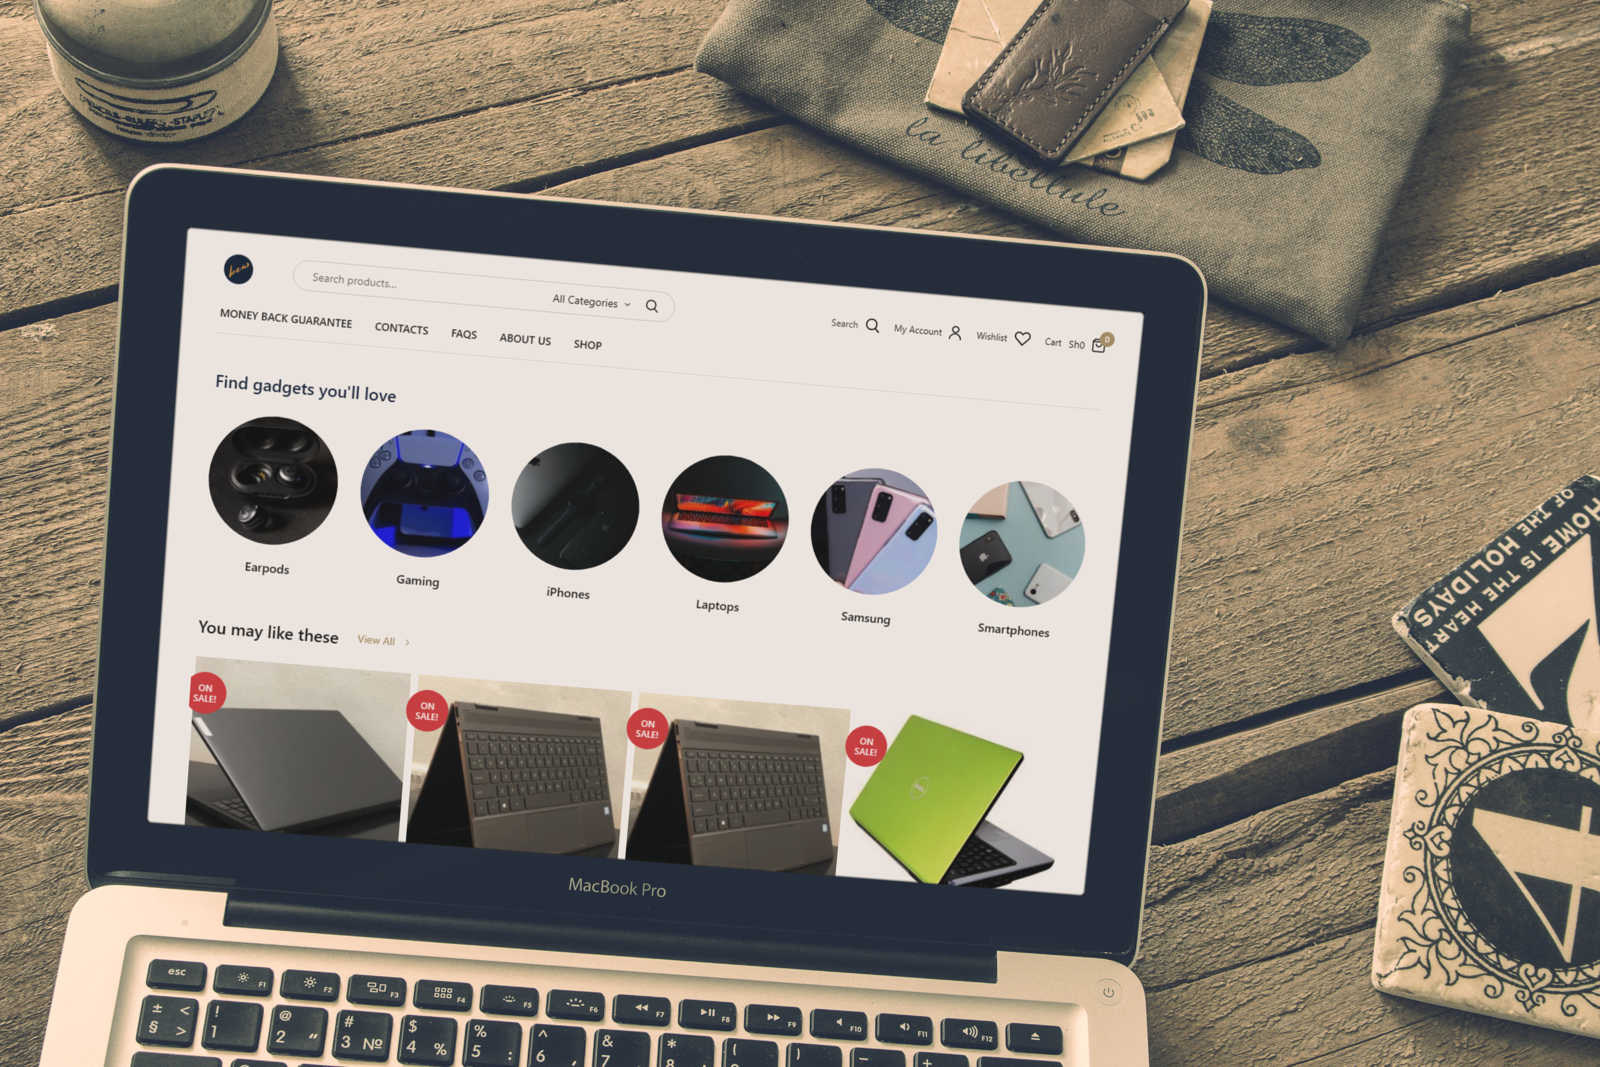 PENCILS-RULERS-STAPLE
la libellule
Search products...
All Categories
Search
My Account
Wishlist
Cart
Sh0
0
MONEY BACK GUARANTEE
CONTACTS
FAQS
ABOUT US
SHOP
Find gadgets you'll love
Earpods
Gaming
iPhones
Laptops
Samsung
Smartphones
You may like these
View All
ON
SALE!
ON
SALE!
ON
SALE!
ON
SALE!
DELL
MacBook Pro
HOME IS THE HEART
OF THE HOLIDAYS
esc
F1
F2
F3
F4
F5
F6
F7
F8
F9
F10
F11
F12
± <
§ >
!
1
@
2 "
#
3 №
$
4 %
%
5 :
^
6 ,
&
7 .
*
8 ;
(
)
–
+